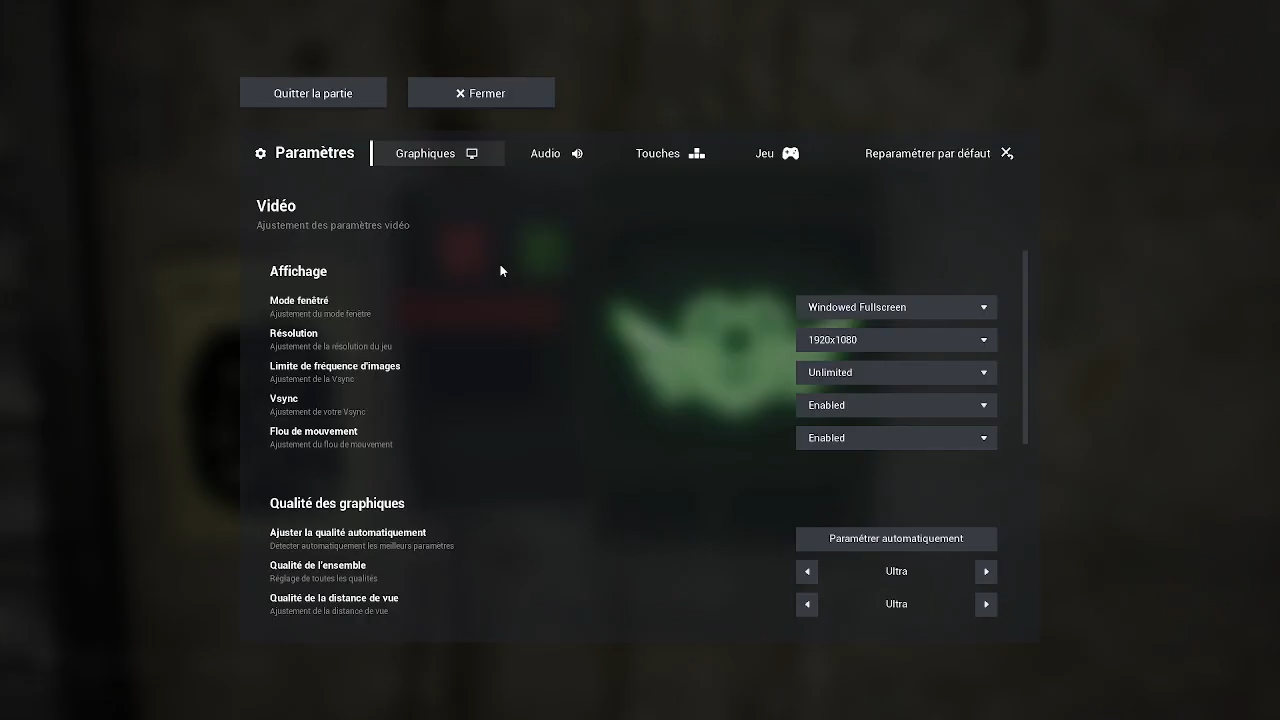 Quitter la partie
Fermer
Paramètres
Graphiques
Audio
Touches
Jeu
Reparamétrer par défaut
Vidéo
Ajustement des paramètres vidéo
Affichage
Mode fenêtré
Ajustement du mode fenêtre
Windowed Fullscreen
Résolution
Ajustement de la résolution du jeu
1920x1080
Limite de fréquence d'images
Ajustement de la Vsync
Unlimited
Vsync
Ajustement de votre Vsync
Enabled
Flou de mouvement
Ajustement du flou de mouvement
Enabled
Qualité des graphiques
Ajuster la qualité automatiquement
Détecter automatiquement les meilleurs paramètres
Paramétrer automatiquement
Qualité de l'ensemble
Réglage de toutes les qualités
Ultra
Qualité de la distance de vue
Ajustement de la distance de vue
Ultra